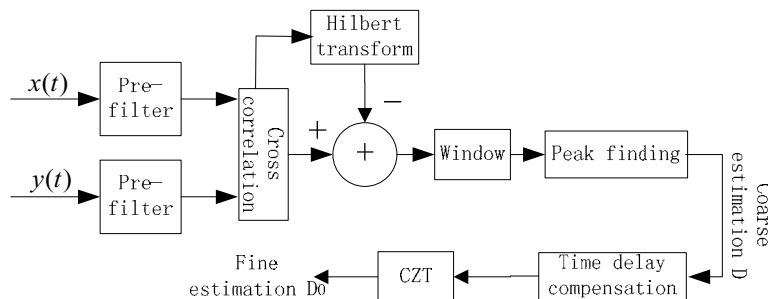 Hilbert
transform
x(t)
Pre-
filter
Cross
correlation
+
−
+
Window
Peak finding
y(t)
Pre-
filter
Coarse
estimation D
Time delay
compensation
CZT
Fine
estimation D0